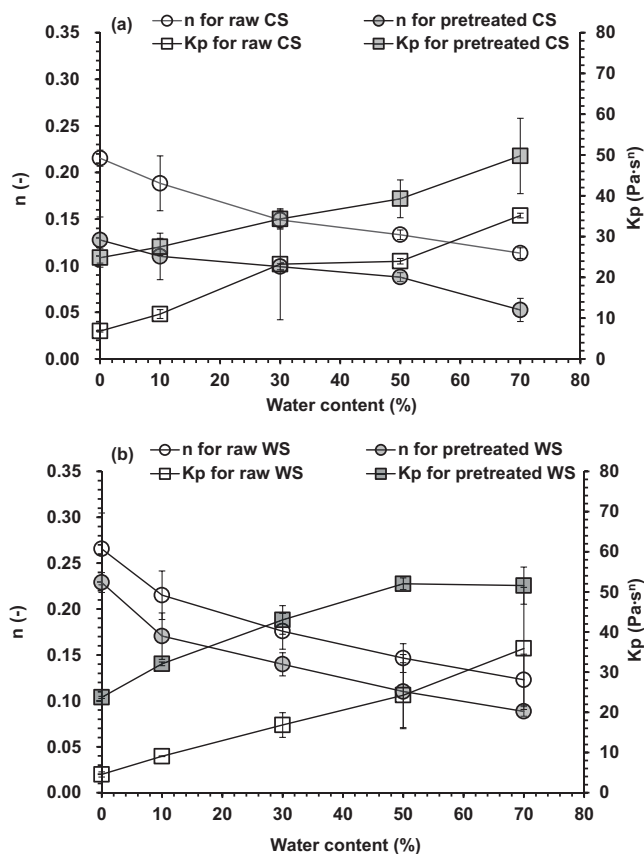 (a)
n for raw CS
n for pretreated CS
Kp for raw CS
Kp for pretreated CS
0.35
0.30
0.25
0.20
0.15
0.10
0.05
0.00
n (-)
80
70
60
50
40
30
20
10
0
Kp (Pa·sⁿ)
0 10 20 30 40 50 60 70 80
Water content (%)
(b)
n for raw WS
n for pretreated WS
Kp for raw WS
Kp for pretreated WS
0.35
0.30
0.25
0.20
0.15
0.10
0.05
0.00
n (-)
80
70
60
50
40
30
20
10
0
Kp (Pa·sⁿ)
0 10 20 30 40 50 60 70 80
Water content (%)